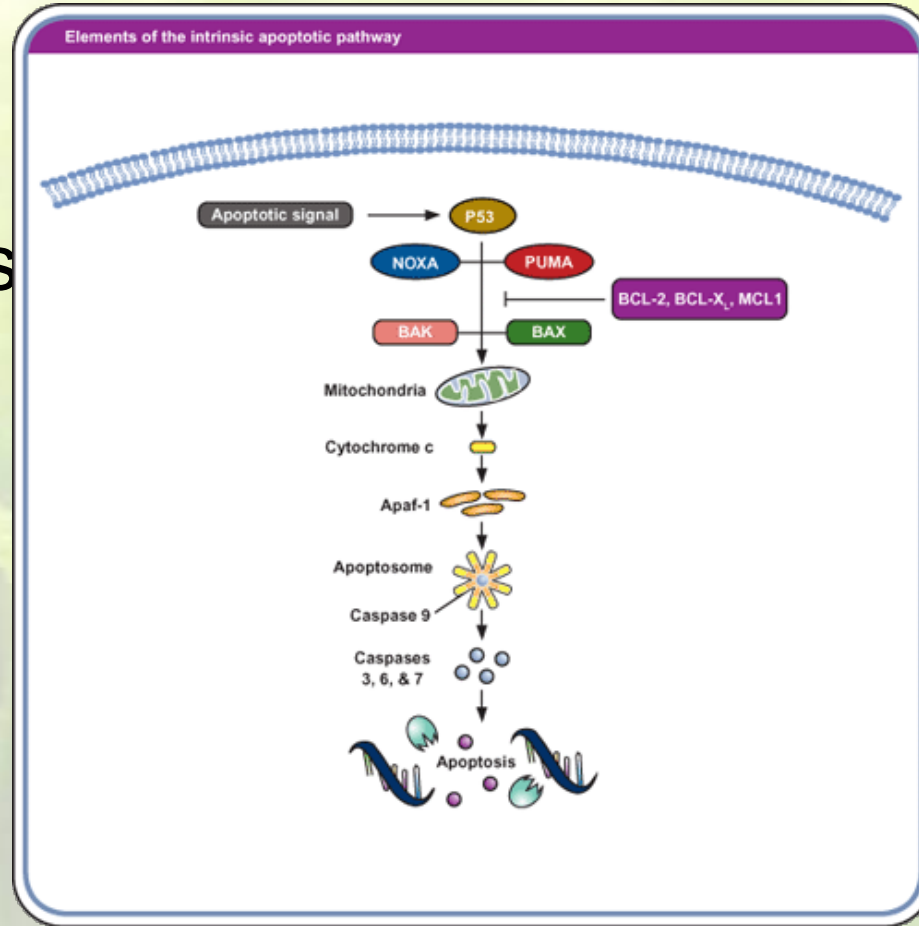 Elements of the intrinsic apoptotic pathway
Apoptotic signal
P53
s
NOXA
PUMA
BCL-2, BCL-XL, MCL1
BAK
BAX
Mitochondria
Cytochrome c
Apaf-1
Apoptosome
Caspase 9
Caspases
3, 6, & 7
Apoptosis